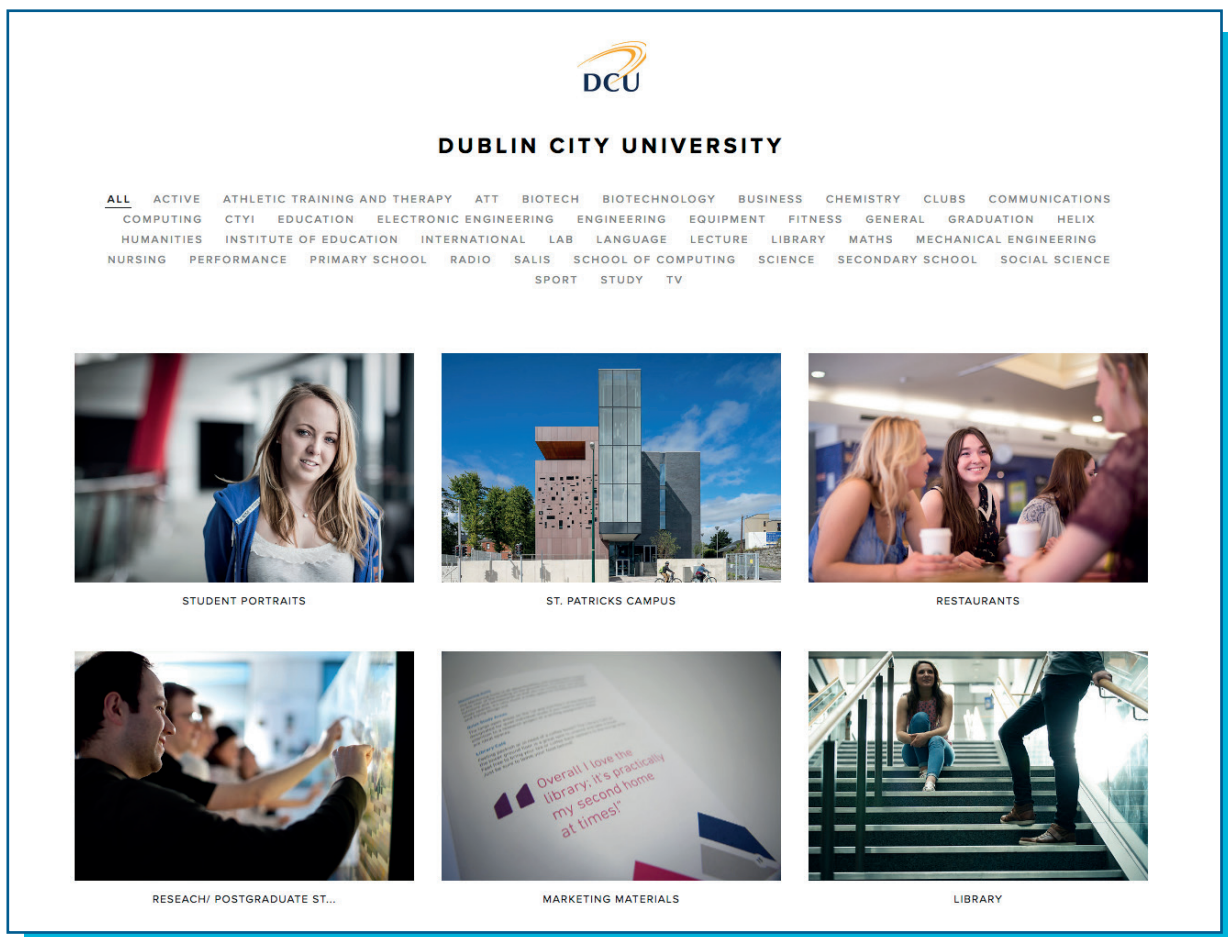 DCU
DUBLIN CITY UNIVERSITY
ALL ACTIVE ATHLETIC TRAINING AND THERAPY ATT BIOTECH BIOTECHNOLOGY BUSINESS CHEMISTRY CLUBS COMMUNICATIONS
COMPUTING CTYI EDUCATION ELECTRONIC ENGINEERING ENGINEERING EQUIPMENT FITNESS GENERAL GRADUATION HELIX
HUMANITIES INSTITUTE OF EDUCATION INTERNATIONAL LAB LANGUAGE LECTURE LIBRARY MATHS MECHANICAL ENGINEERING
NURSING PERFORMANCE PRIMARY SCHOOL RADIO SALIS SCHOOL OF COMPUTING SCIENCE SECONDARY SCHOOL SOCIAL SCIENCE
SPORT STUDY TV
STUDENT PORTRAITS
ST. PATRICKS CAMPUS
RESTAURANTS
Overall I love the
library; it's practically
my second home
at times!"
RESEACH/ POSTGRADUATE ST...
MARKETING MATERIALS
LIBRARY